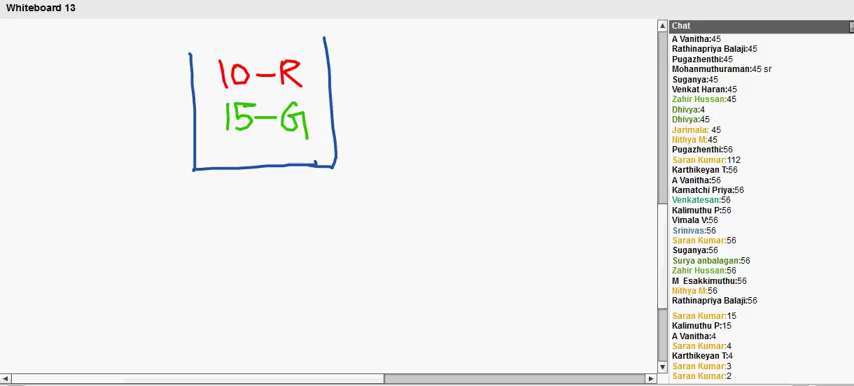 Whiteboard 13
10-R
15-G
Chat
A Vanitha:45
Rathinapriya Balaji:45
Pugazhenthi:45
Mohanmuthuraman:45 sr
Suganya:45
Venkat Haran:45
Zahir Hussan:45
Dhivya:4
Dhivya:45
Jarimala: 45
Nithya M:45
Pugazhenthi:56
Saran Kumar:112
Karthikeyan T:56
A Vanitha:56
Kamatchi Priya:56
Venkatesan:56
Kalimuthu P:56
Vimala V:56
Srinivas:56
Saran Kumar:56
Suganya:56
Surya anbalagan:56
Zahir Hussan:56
M Esakkimuthu:56
Nithya M:56
Rathinapriya Balaji:56
Saran Kumar:15
Kalimuthu P:15
A Vanitha:4
Saran Kumar:4
Karthikeyan T:4
Saran Kumar:3
Saran Kumar:2